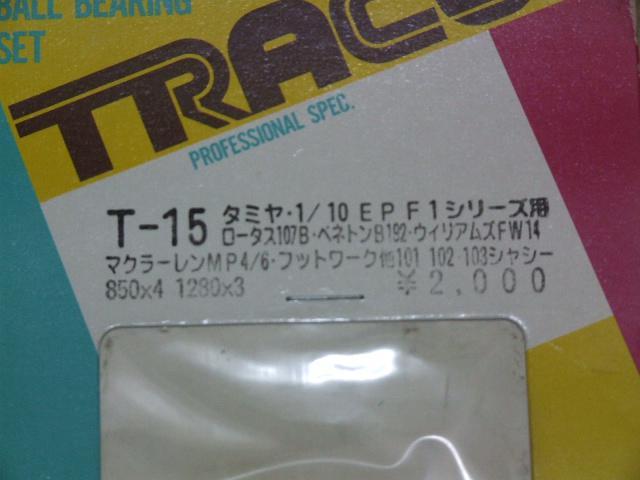 BALL BEARING
SET
TRAC
PROFESSIONAL SPEC.
T-15 タミヤ・1/10 EP F1シリーズ用
ロータス107B・ベネトンB192・ウィリアムズFW14
マクラーレンMP4/6・フットワーク他101 102・103シャシー
850x4 1280x3 ¥2,000